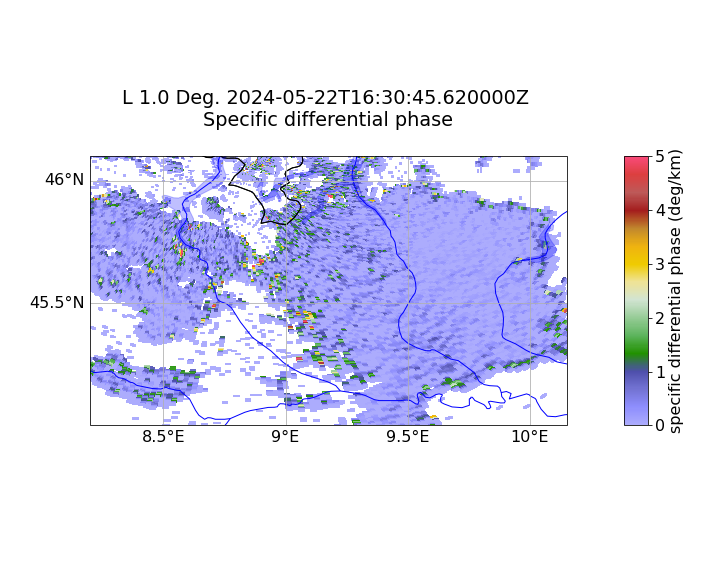 L 1.0 Deg. 2024-05-22T16:30:45.620000Z
Specific differential phase
46°N
45.5°N
8.5°E
9°E
9.5°E
10°E
5
4
3
2
1
0
specific differential phase (deg/km)